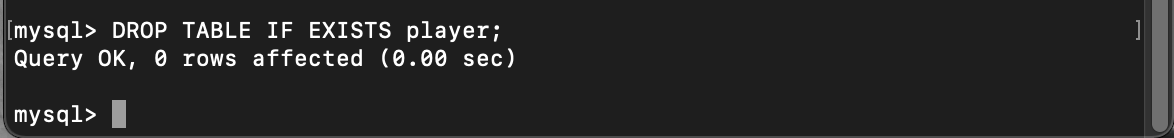 [mysql> DROP TABLE IF EXISTS player; ]
Query OK, 0 rows affected (0.00 sec)
mysql>